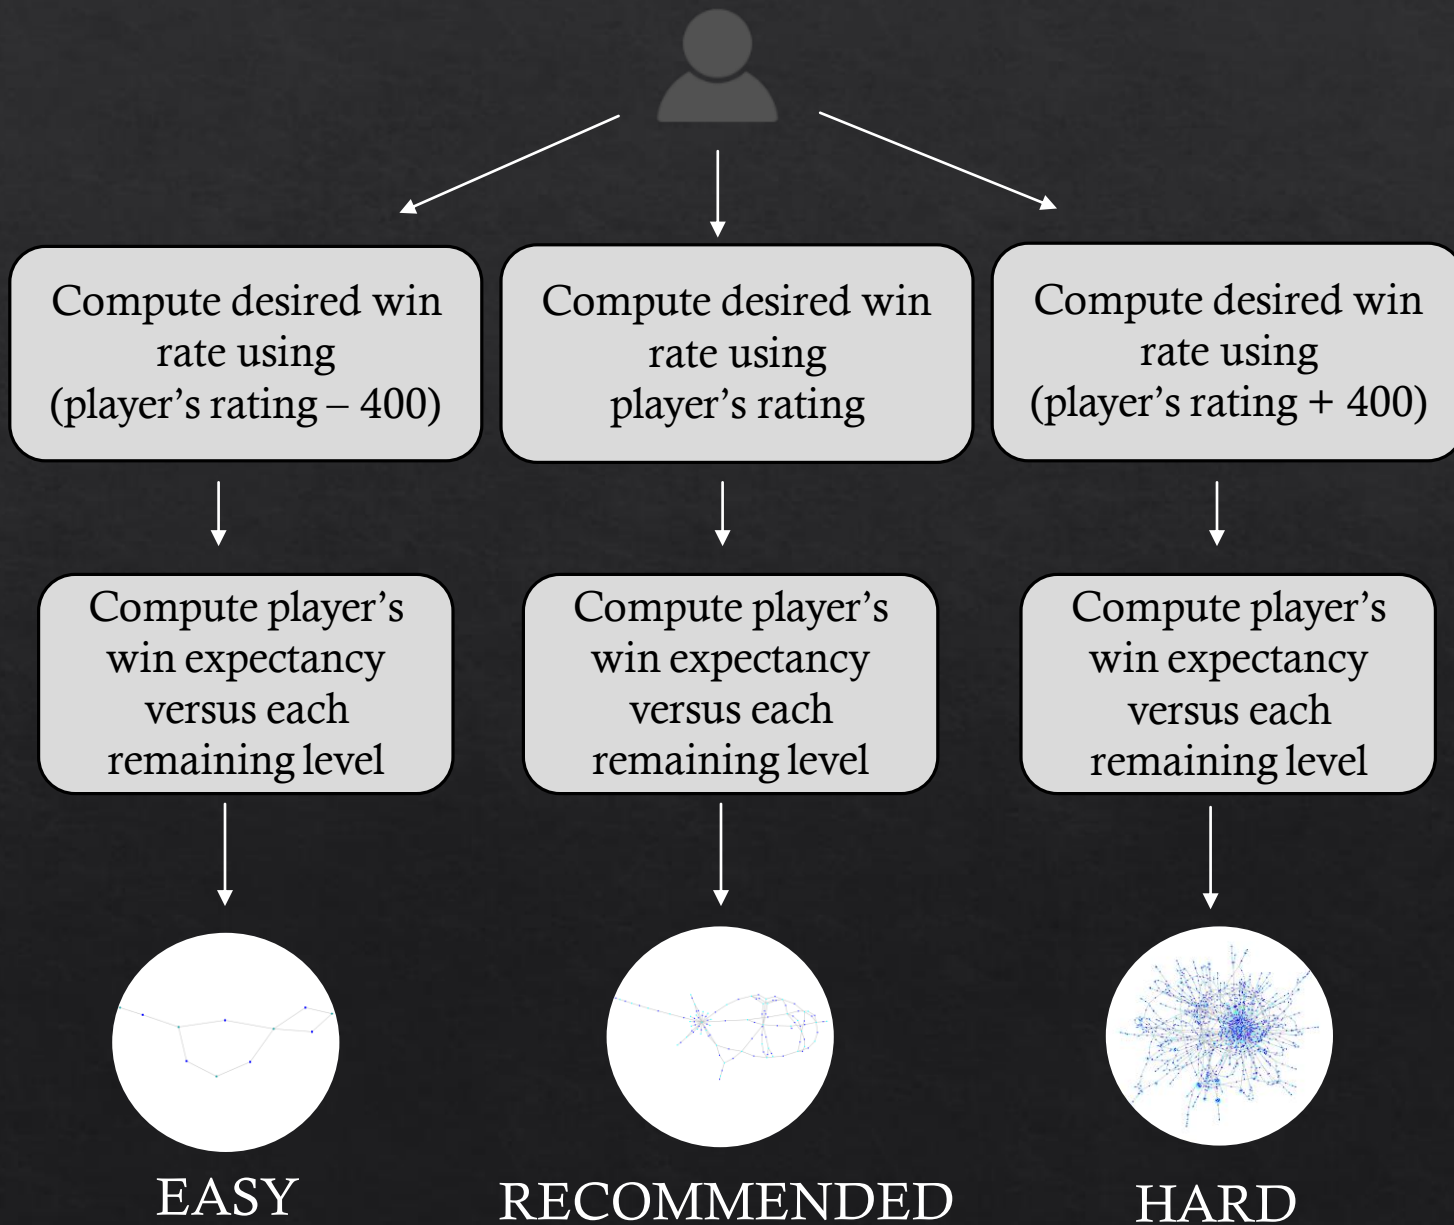 Compute desired win
rate using
(player’s rating – 400)
Compute desired win
rate using
player’s rating
Compute desired win
rate using
(player’s rating + 400)
Compute player’s
win expectancy
versus each
remaining level
Compute player’s
win expectancy
versus each
remaining level
Compute player’s
win expectancy
versus each
remaining level
EASY
RECOMMENDED
HARD